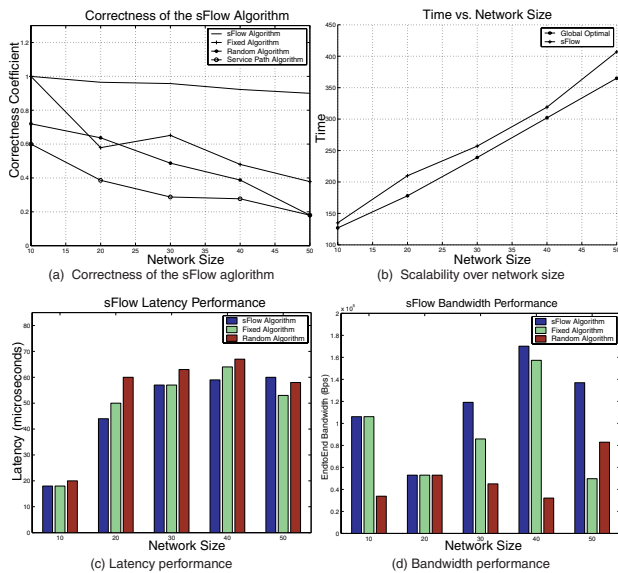 Correctness of the sFlow Algorithm
sFlow Algorithm
Fixed Algorithm
Random Algorithm
Service Path Algorithm
Correctness Coefficient
1.2
1
0.8
0.6
0.4
0.2
0
10 15 20 25 30 35 40 45 50
Network Size
(a) Correctness of the sFlow aglorithm
Time vs. Network Size
Global Optimal
sFlow
Time
450
400
350
300
250
200
150
100
10 15 20 25 30 35 40 45 50
Network Size
(b) Scalability over network size
sFlow Latency Performance
sFlow Algorithm
Fixed Algorithm
Random Algorithm
Latency (microseconds)
80
70
60
50
40
30
20
10
0
10 20 30 40 50
Network Size
(c) Latency performance
sFlow Bandwidth Performance
sFlow Algorithm
Fixed Algorithm
Random Algorithm
EndtoEnd Bandwidth (Bps)
2
1.8
1.6
1.4
1.2
1
0.8
0.6
0.4
0.2
0
10 20 30 40 50
Network Size
(d) Bandwidth performance